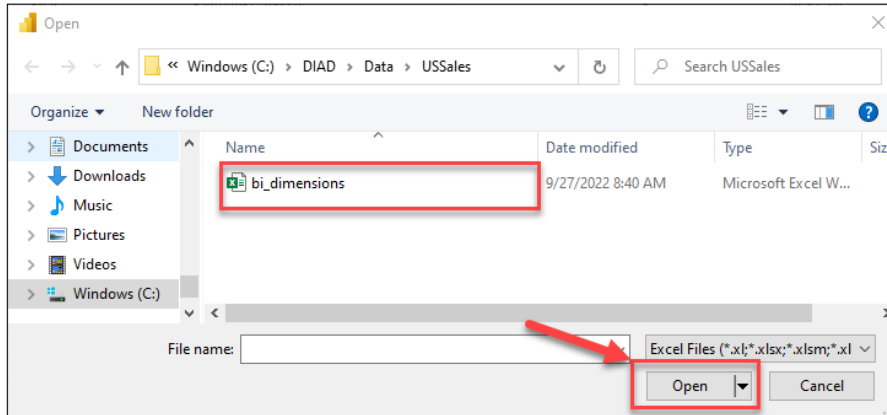 Open
« Windows (C:) > DIAD > Data > USSales
Search USSales
Organize New folder
Name Date modified Type Siz
Documents
Downloads
Music
Pictures
Videos
Windows (C:)
bi_dimensions 9/27/2022 8:40 AM Microsoft Excel W...
File name: Excel Files (*.xl;*.xlsx;*.xlsm;*.xl
Open Cancel